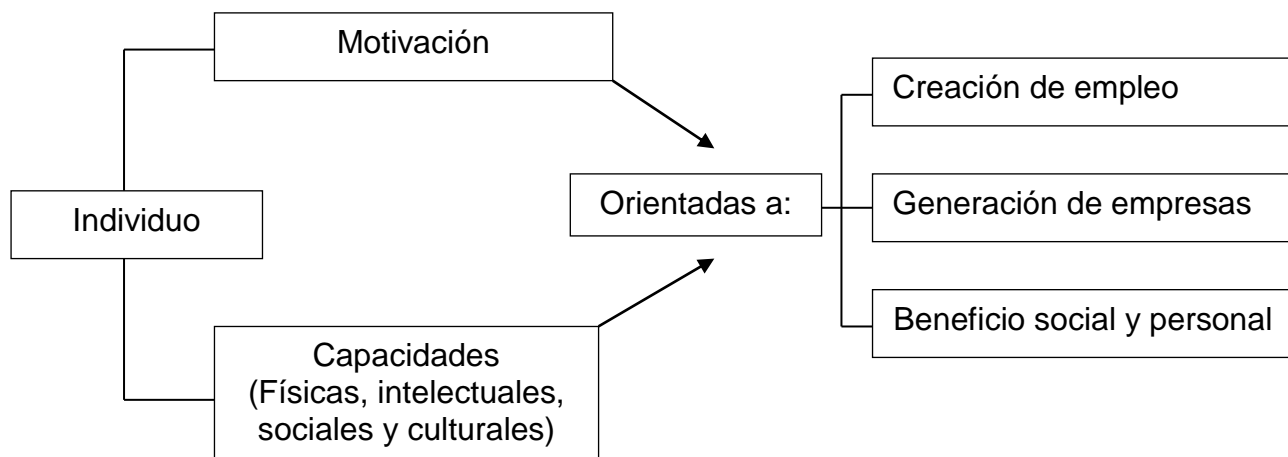 Motivación
Individuo
Capacidades
(Físicas, intelectuales,
sociales y culturales)
Orientadas a:
Creación de empleo
Generación de empresas
Beneficio social y personal